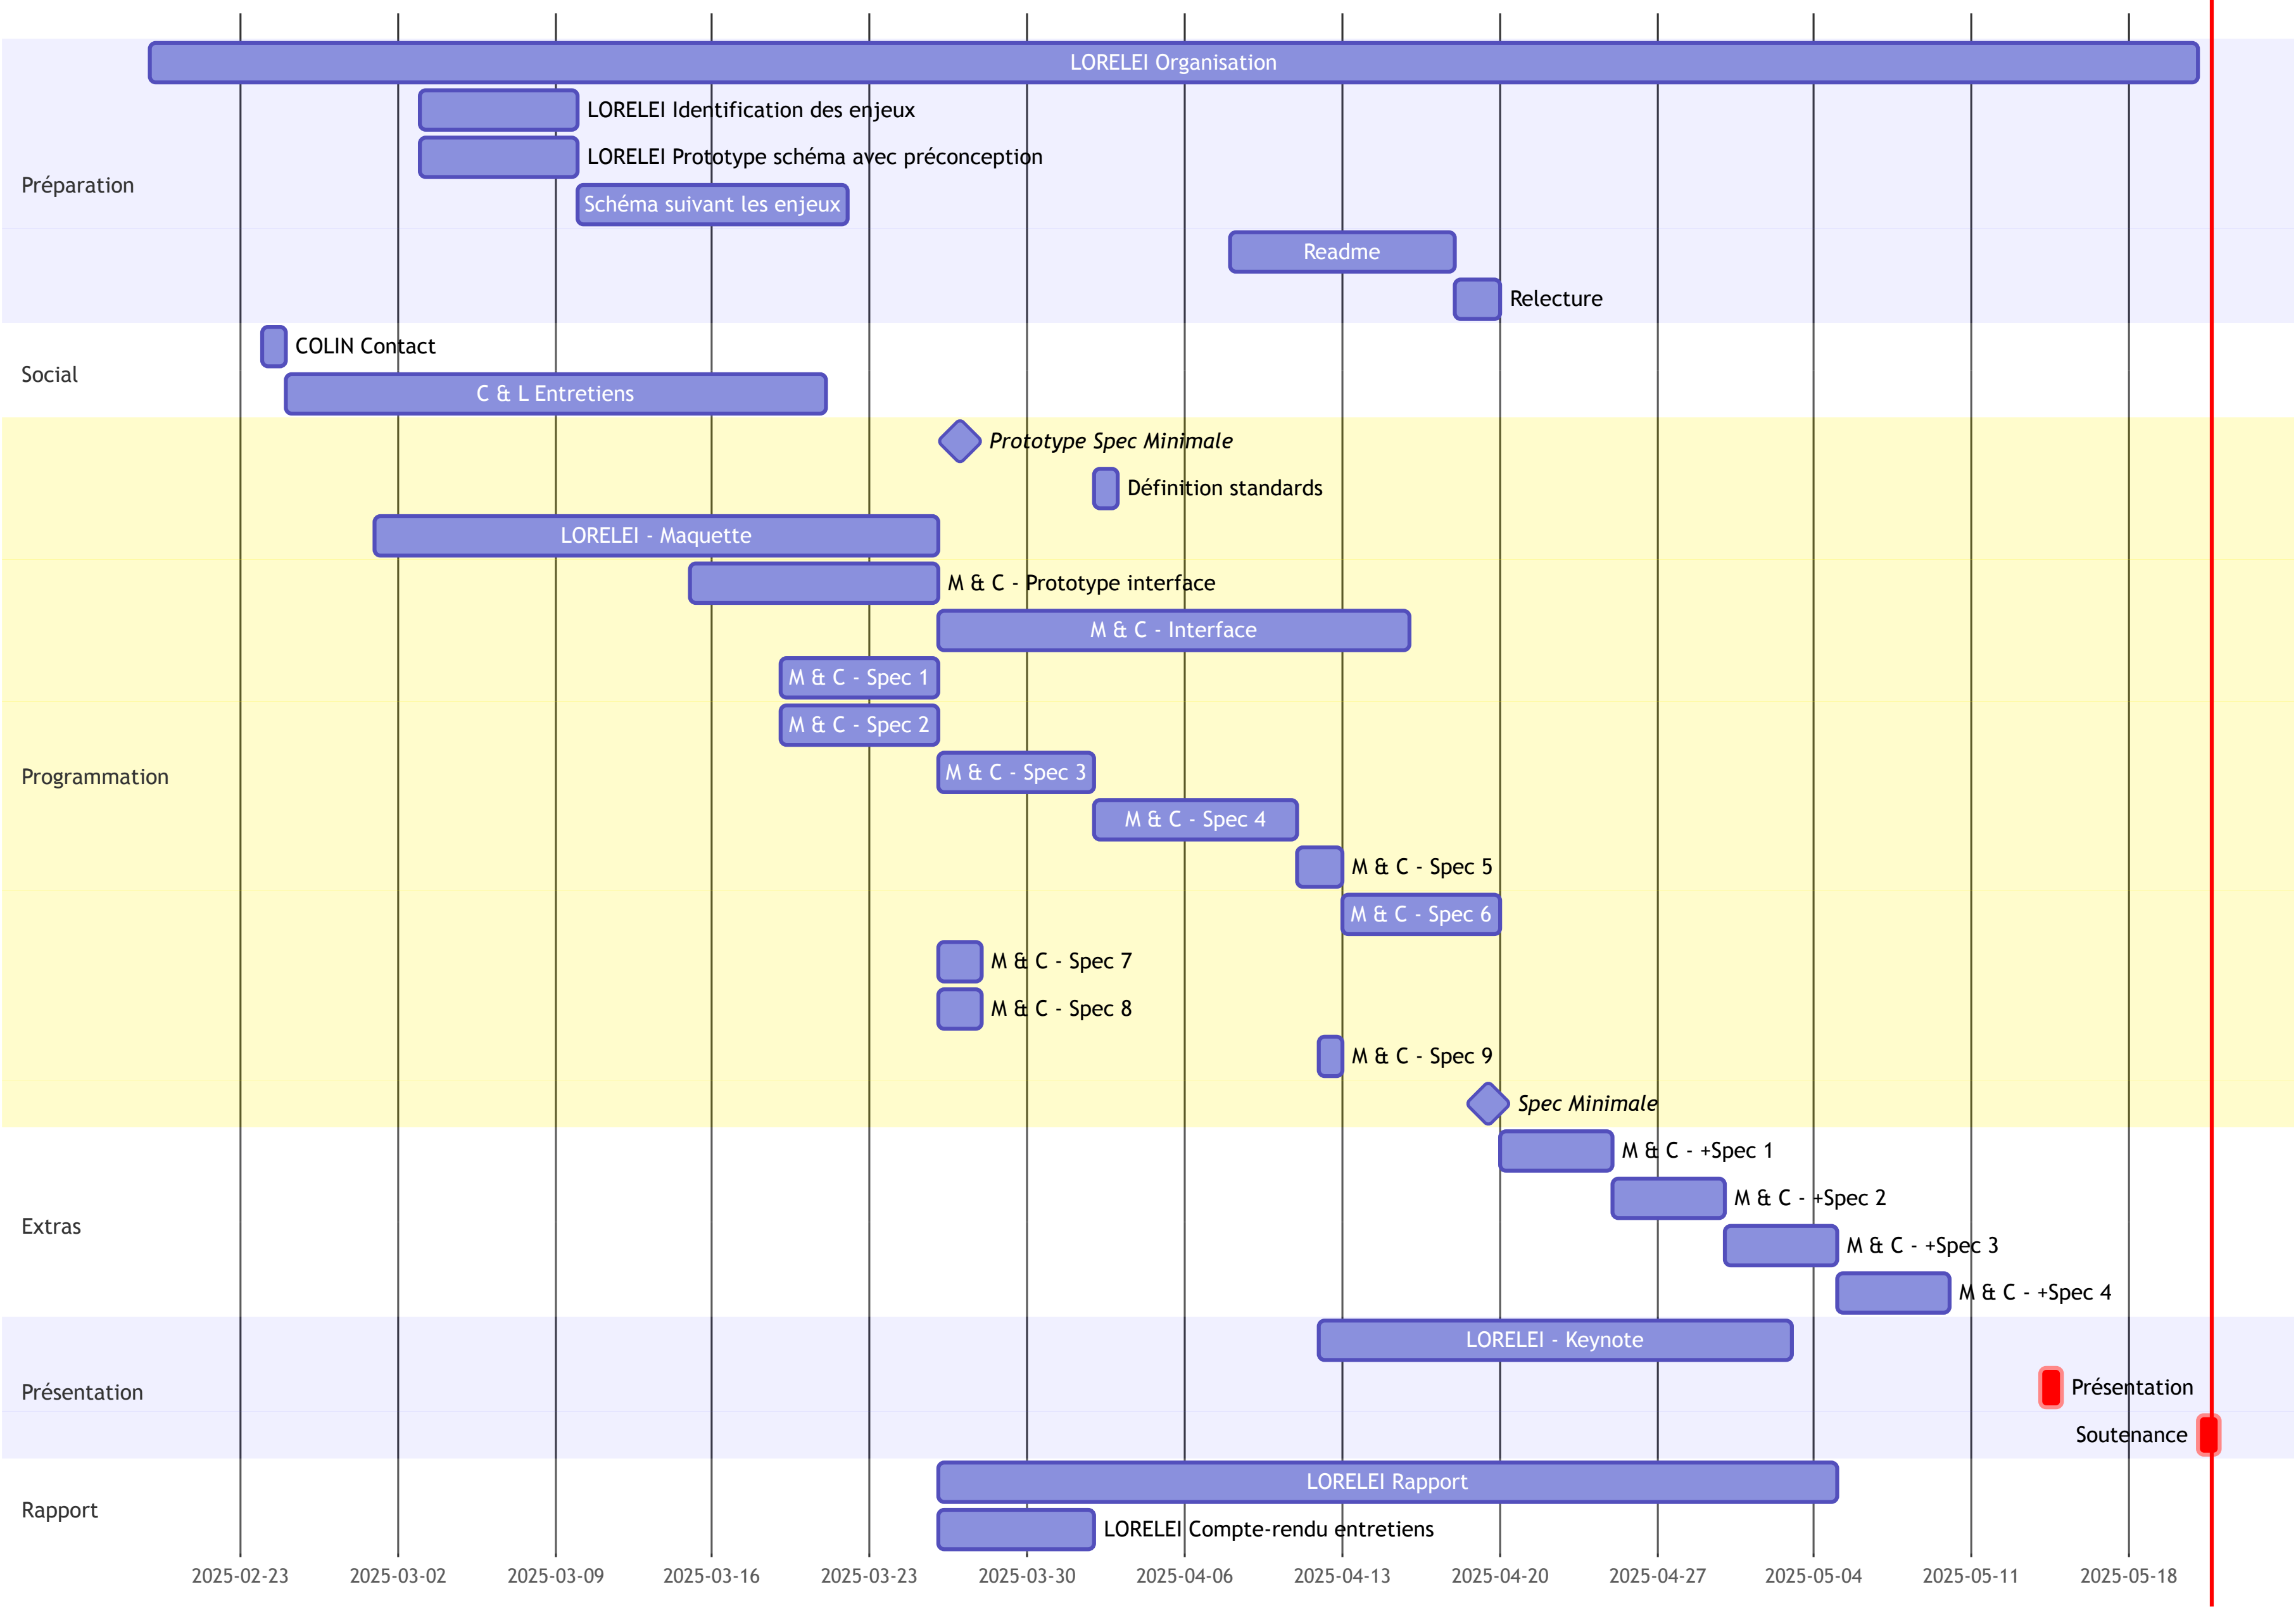 LORELEI Organisation
LORELEI Identification des enjeux
LORELEI Prototype schéma avec préconception
Préparation
Schéma suivant les enjeux
Readme
Relecture
COLIN Contact
Social
C & L Entretiens
Prototype Spec Minimale
Définition standards
LORELEI - Maquette
M & C - Prototype interface
M & C - Interface
M & C - Spec 1
M & C - Spec 2
Programmation
M & C - Spec 3
M & C - Spec 4
M & C - Spec 5
M & C - Spec 6
M & C - Spec 7
M & C - Spec 8
M & C - Spec 9
Spec Minimale
M & C - +Spec 1
M & C - +Spec 2
Extras
M & C - +Spec 3
M & C - +Spec 4
LORELEI - Keynote
Présentation
Présentation
Soutenance
LORELEI Rapport
Rapport
LORELEI Compte-rendu entretiens
2025-02-23 2025-03-02 2025-03-09 2025-03-16 2025-03-23 2025-03-30 2025-04-06 2025-04-13 2025-04-20 2025-04-27 2025-05-04 2025-05-11 2025-05-18